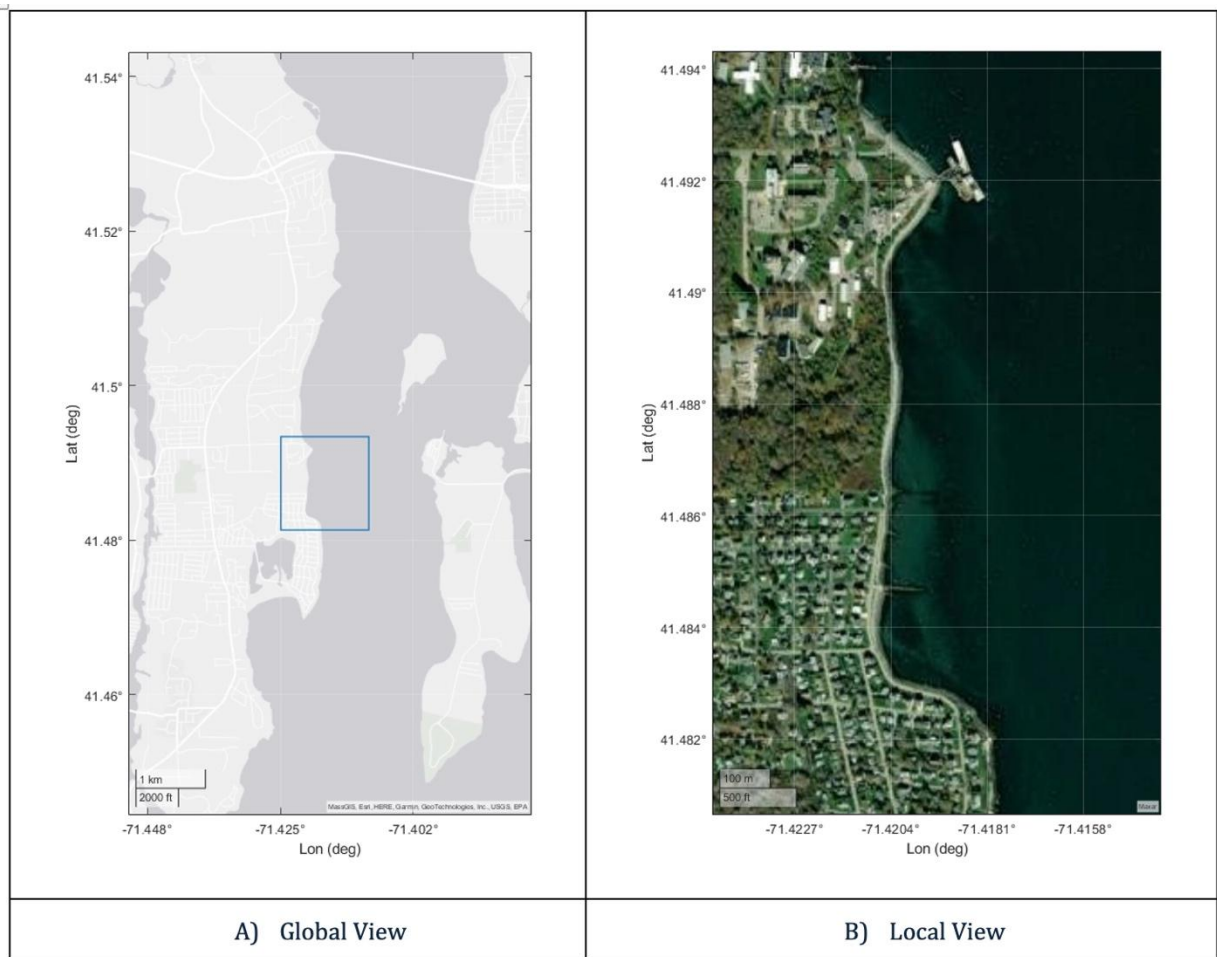 41.54°
41.52°
41.5°
41.48°
41.46°
Lat (deg)
1 km
2000 ft
MassGIS, Esri, HERE, Garmin, GeoTechnologies, Inc., USGS, EPA
-71.448°
-71.425°
-71.402°
Lon (deg)
41.494°
41.492°
41.49°
41.488°
41.486°
41.484°
41.482°
Lat (deg)
100 m
500 ft
Maxar
-71.4227°
-71.4204°
-71.4181°
-71.4158°
Lon (deg)
A) Global View
B) Local View